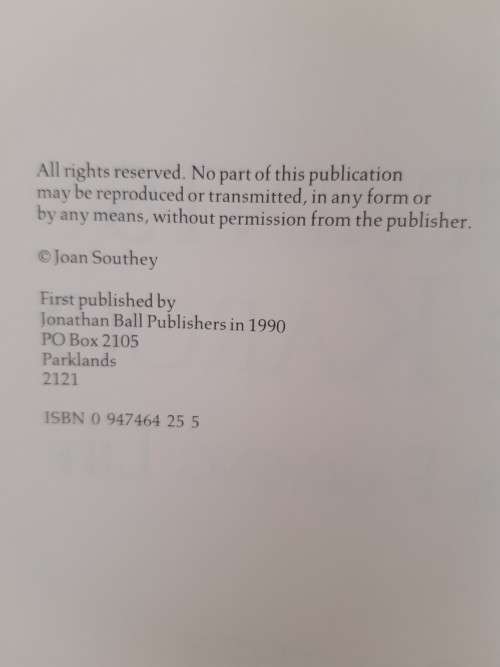 All rights reserved. No part of this publication
may be reproduced or transmitted, in any form or
by any means, without permission from the publisher.
© Joan Southey
First published by
Jonathan Ball Publishers in 1990
PO Box 2105
Parklands
2121
ISBN 0 947464 25 5